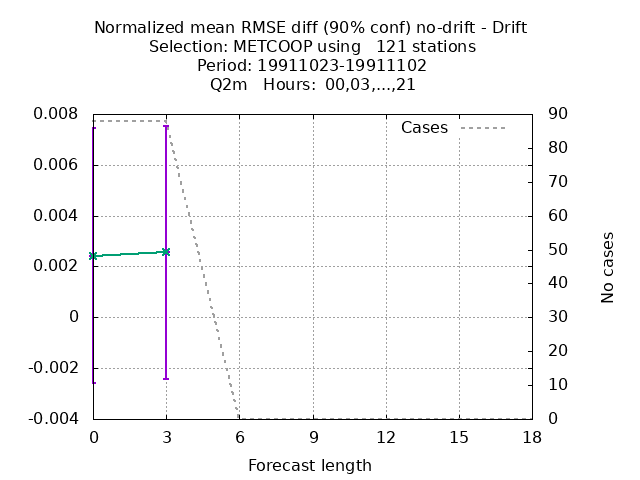 Normalized mean RMSE diff (90% conf) no-drift - Drift
Selection: METCOOP using   121 stations
Period: 19911023-19911102
Q2m   Hours:  00,03,...,21
Cases
0.008
0.006
0.004
0.002
0
-0.002
-0.004
90
80
70
60
50
40
30
20
10
0
No cases
0 3 6 9 12 15 18
Forecast length